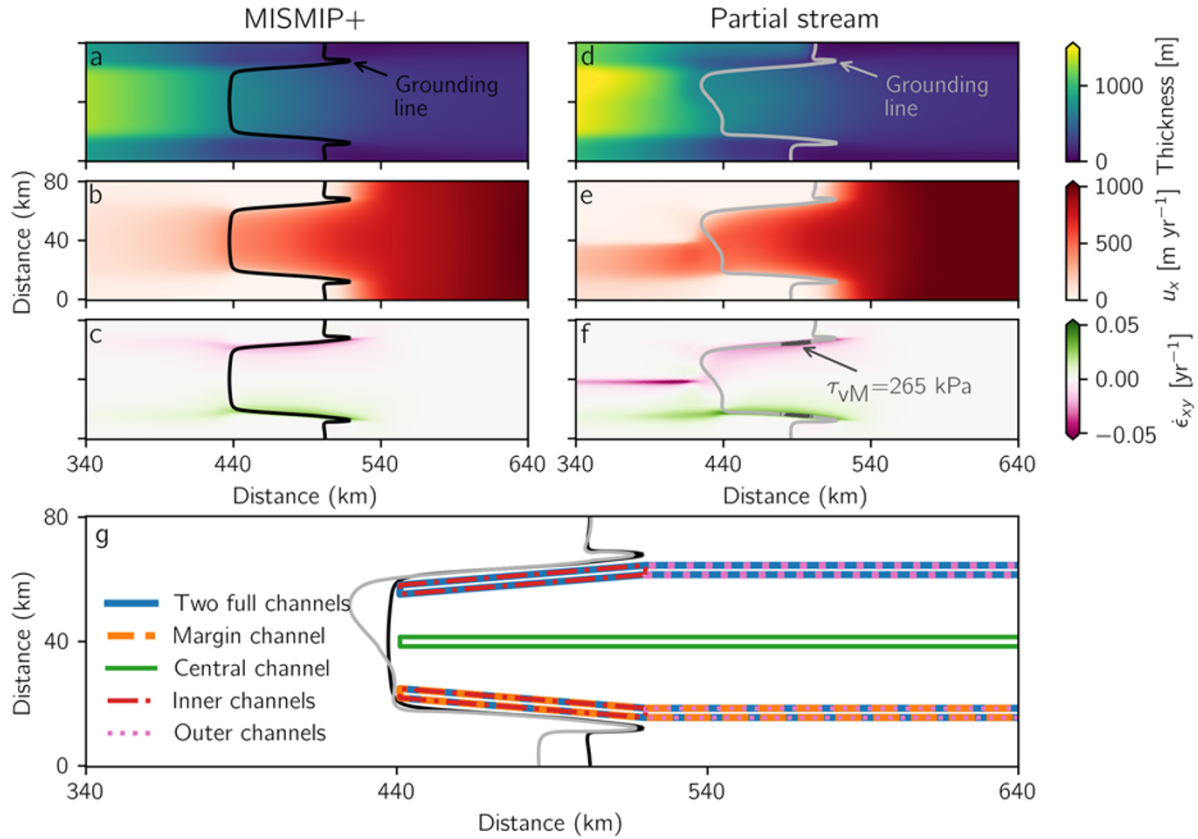 MISMIP+
Partial stream
a
Grounding
line
d
Grounding
line
1000
0
Thickness [m]
80
40
0
Distance (km)
b
e
1000
500
0
uₓ [m yr⁻¹]
c
f
τvM=265 kPa
0.05
0.00
−0.05
ε̇xy [yr⁻¹]
340
440
540
640
Distance (km)
340
440
540
640
Distance (km)
80
40
0
Distance (km)
g
Two full channels
Margin channel
Central channel
Inner channels
Outer channels
340
440
540
640
Distance (km)